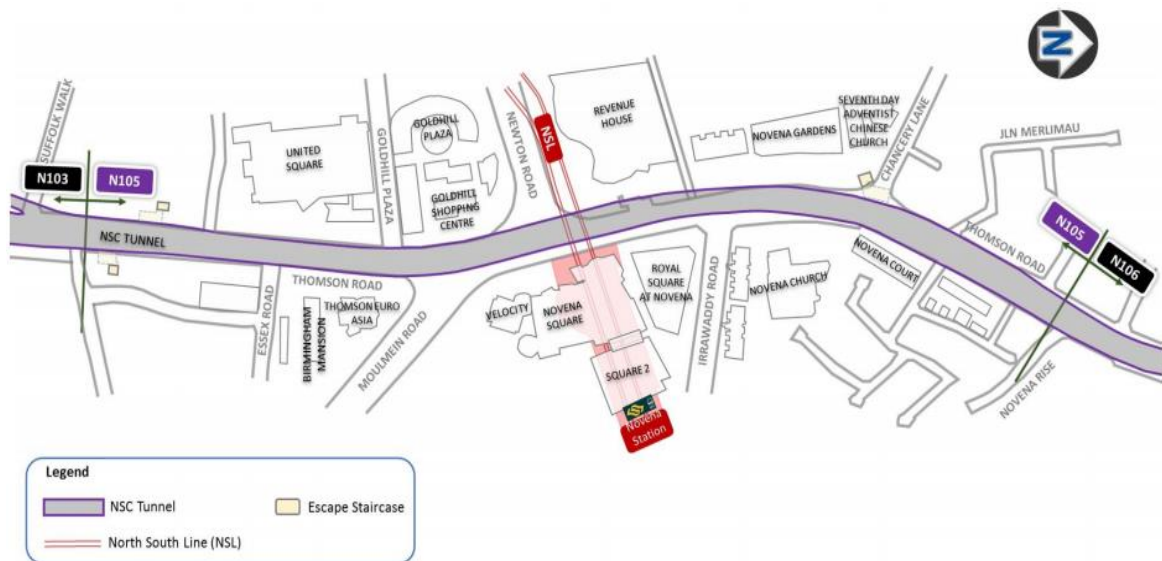 N
SUFFOLK WALK
N103
N105
NSC TUNNEL
UNITED
SQUARE
GOLDHILL PLAZA
GOLDHILL
PLAZA
GOLDHILL
SHOPPING
CENTRE
NEWTON ROAD
NSL
REVENUE
HOUSE
NOVENA GARDENS
SEVENTH DAY
ADVENTIST
CHINESE
CHURCH
CHANCERY LANE
JLN MERLIMAU
THOMSON ROAD
N105
N106
ESSEX ROAD
THOMSON ROAD
BIRMINGHAM
MANSION
THOMSON EURO
ASIA
MOULMEIN ROAD
VELOCITY
NOVENA
SQUARE
ROYAL
SQUARE
AT NOVENA
SQUARE 2
Novena
Station
IRRAWADDY ROAD
NOVENA CHURCH
NOVENA COURT
NOVENA RISE
Legend
NSC Tunnel
Escape Staircase
North South Line (NSL)